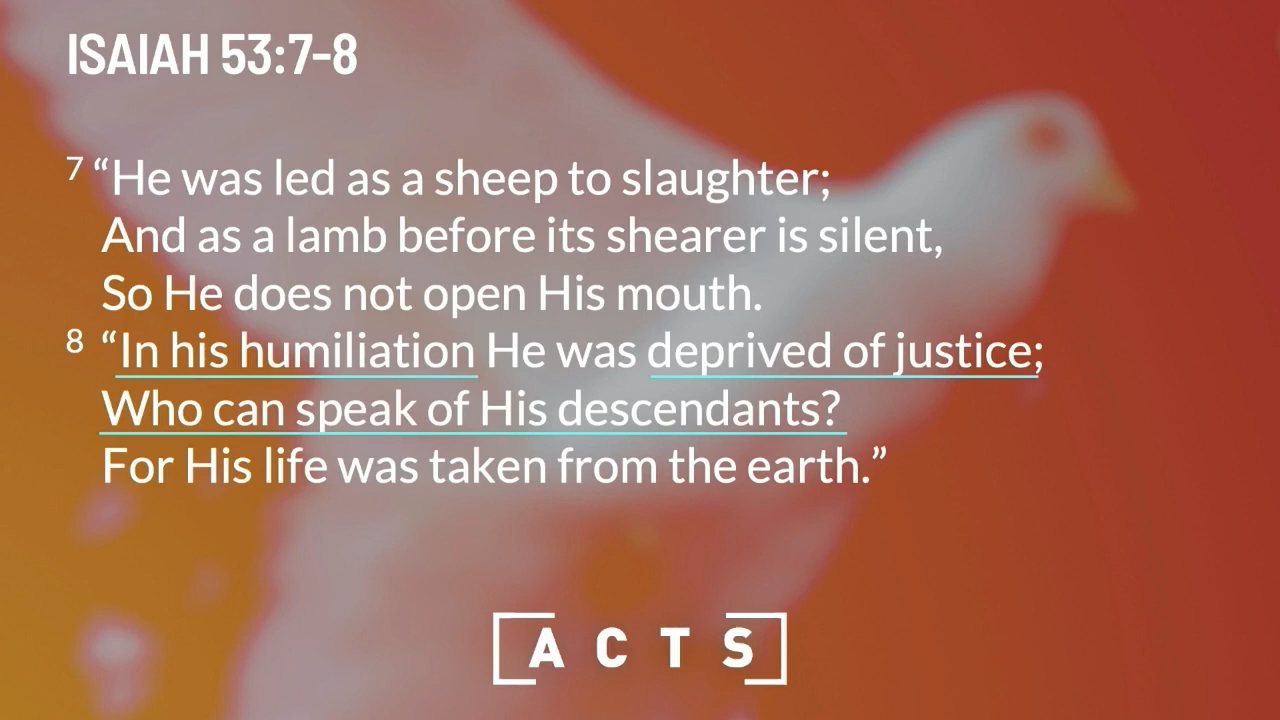 ISAIAH 53:7-8
7 “He was led as a sheep to slaughter;
And as a lamb before its shearer is silent,
So He does not open His mouth.
8 “In his humiliation He was deprived of justice;
Who can speak of His descendants?
For His life was taken from the earth.”
ACTS